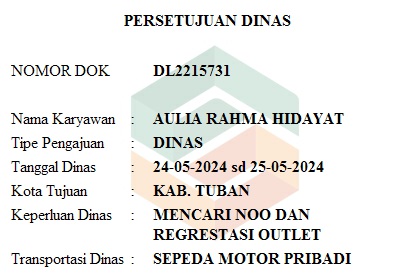 PERSETUJUAN DINAS
NOMOR DOK DL2215731
Nama Karyawan : AULIA RAHMA HIDAYAT
Tipe Pengajuan : DINAS
Tanggal Dinas : 24-05-2024 sd 25-05-2024
Kota Tujuan : KAB. TUBAN
Keperluan Dinas : MENCARI NOO DAN
REGRESTASI OUTLET
Transportasi Dinas : SEPEDA MOTOR PRIBADI